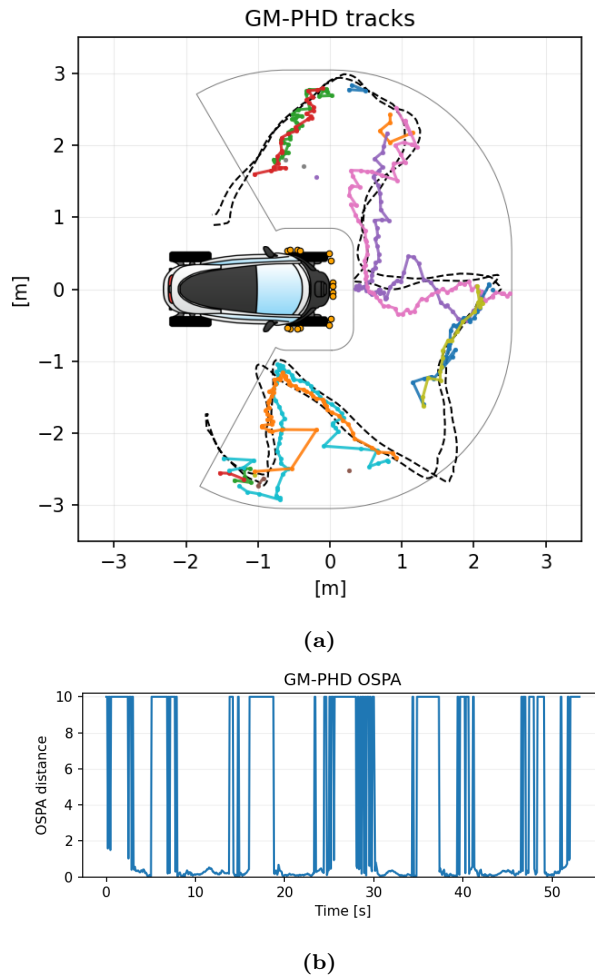 GM-PHD tracks
3
2
1
0
−1
−2
−3
[m]
−3 −2 −1 0 1 2 3
[m]
(a)
GM-PHD OSPA
10
8
6
4
2
0
OSPA distance
0 10 20 30 40 50
Time [s]
(b)